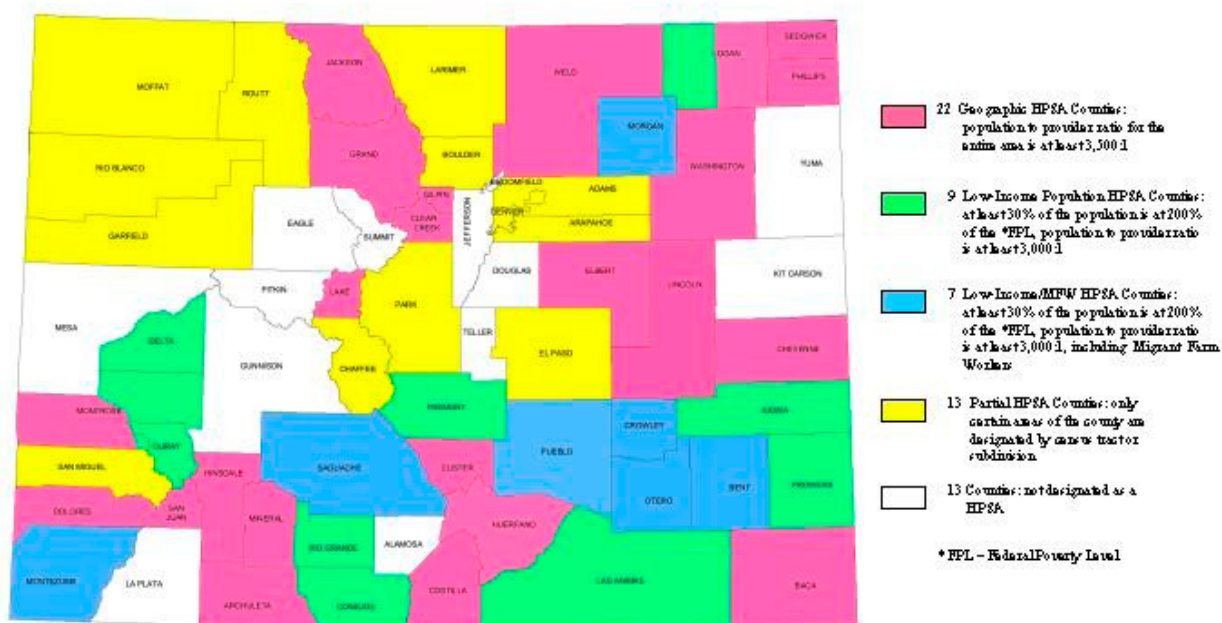 JACKSON
LARIMER
WELD
LOGAN
SEDGWICK
PHILLIPS
MOFFAT
ROUTT
MORGAN
RIO BLANCO
GRAND
BOULDER
WASHINGTON
YUMA
BROOMFIELD
ADAMS
GILPIN
DENVER
ARAPAHOE
EAGLE
CLEAR
CREEK
JEFFERSON
GARFIELD
SUMMIT
DOUGLAS
ELBERT
LINCOLN
KIT CARSON
PITKIN
LAKE
PARK
MESA
TELLER
DELTA
EL PASO
CHEYENNE
GUNNISON
CHAFFEE
MONTROSE
FREMONT
KIOWA
CROWLEY
OURAY
PUEBLO
SAN MIGUEL
HINSDALE
SAGUACHE
CUSTER
OTERO
BENT
PROWERS
DOLORES
SAN
JUAN
MINERAL
HUERFANO
RIO GRANDE
ALAMOSA
MONTEZUMA
LA PLATA
ARCHULETA
CONEJOS
COSTILLA
LAS ANIMAS
BACA
22 Geographic HPSA Counties:
population to provider ratio for the
entire area is at least 3,500:1
9 Low-Income Population HPSA Counties:
at least 30% of the population is at 200%
of the *FPL, population to provider ratio
is at least 3,000:1
7 Low-Income/MFW HPSA Counties:
at least 30% of the population is at 200%
of the *FPL, population to provider ratio
is at least 3,000:1, including Migrant Farm
Workers
13 Partial HPSA Counties: only
certain areas of the county are
designated by census tract or
subdivision
13 Counties: not designated as a
HPSA
* FPL – Federal Poverty Level